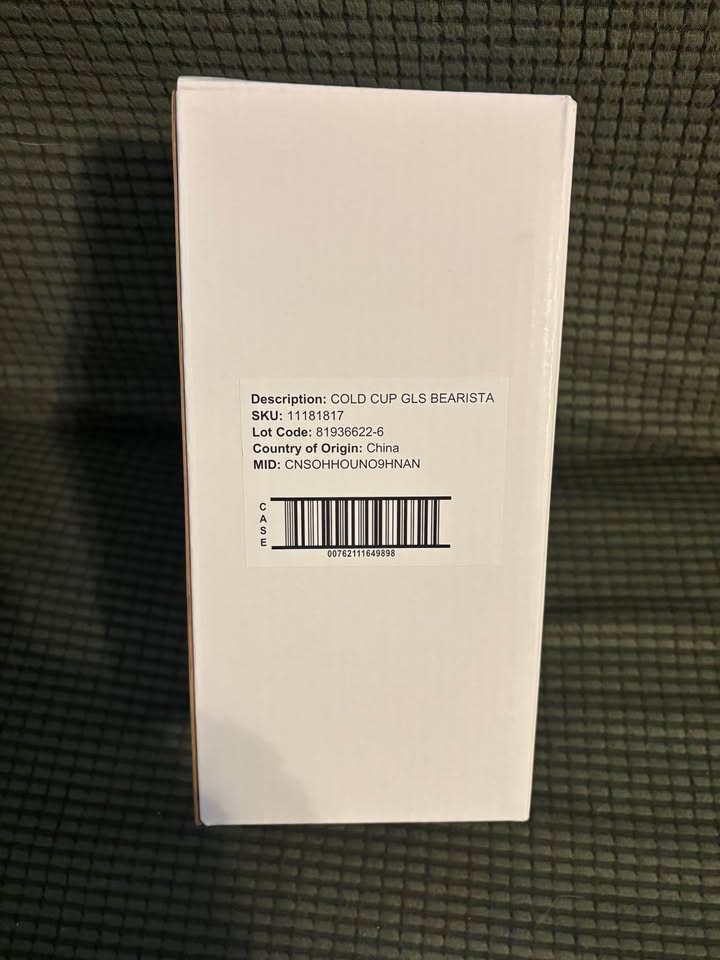 Description: COLD CUP GLS BEARISTA
SKU: 11181817
Lot Code: 81936622-6
Country of Origin: China
MID: CNSOHHOUNO9HNAN
CASE
00762111649898